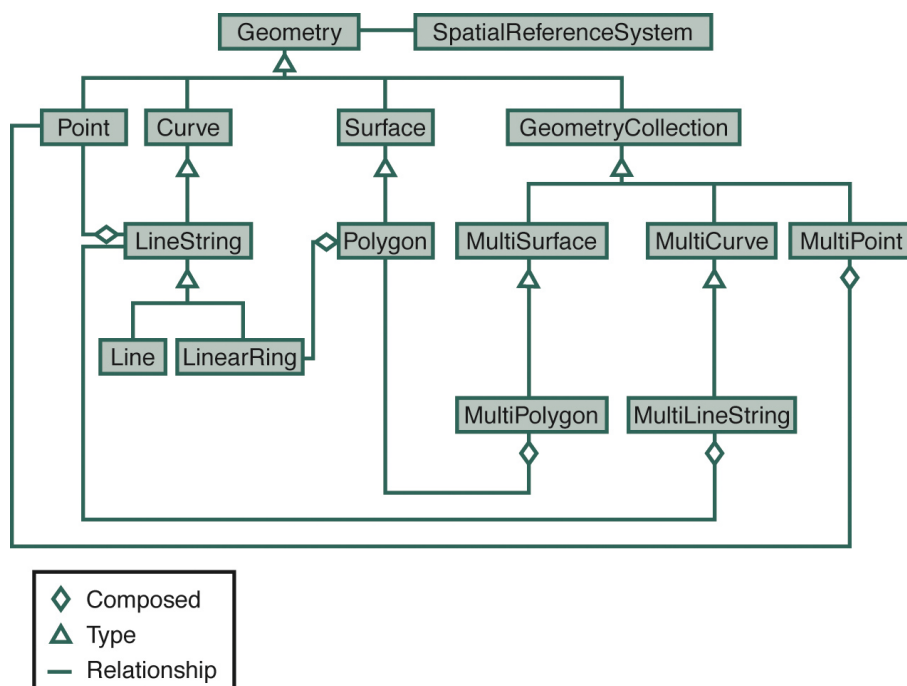 Geometry
SpatialReferenceSystem
Point
Curve
Surface
GeometryCollection
LineString
Polygon
MultiSurface
MultiCurve
MultiPoint
Line
LinearRing
MultiPolygon
MultiLineString
Composed
Type
Relationship